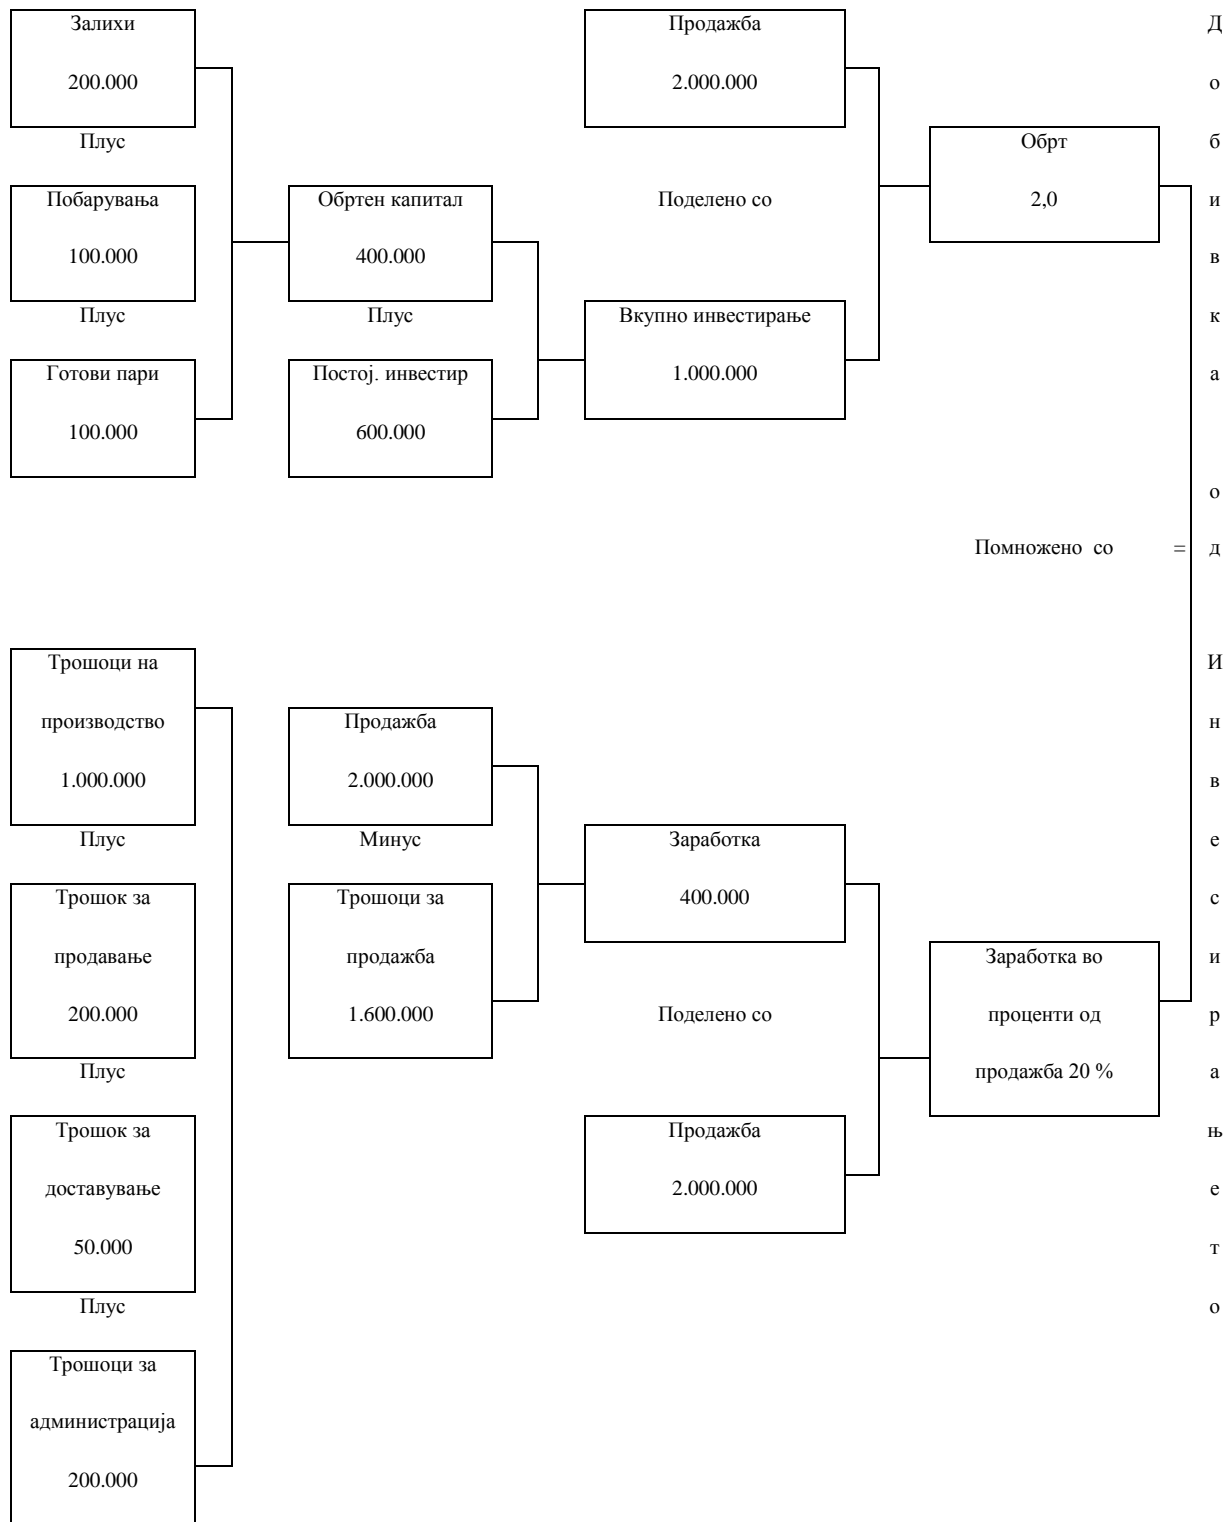 Залихи
200.000
Плус
Побарувања
100.000
Плус
Готови пари
100.000
Обртен капитал
400.000
Плус
Постој. инвестир
600.000
Продажба
2.000.000
Поделено со
Вкупно инвестирање
1.000.000
Обрт
2,0
Помножено со =
Трошоци на
производство
1.000.000
Плус
Трошок за
продавање
200.000
Плус
Трошок за
доставување
50.000
Плус
Трошоци за
администрација
200.000
Продажба
2.000.000
Минус
Трошоци за
продажба
1.600.000
Заработка
400.000
Поделено со
Продажба
2.000.000
Заработка во
проценти од
продажба 20 %
Д
о
б
и
в
к
а
о
д
И
н
в
е
с
и
р
а
њ
е
т
о